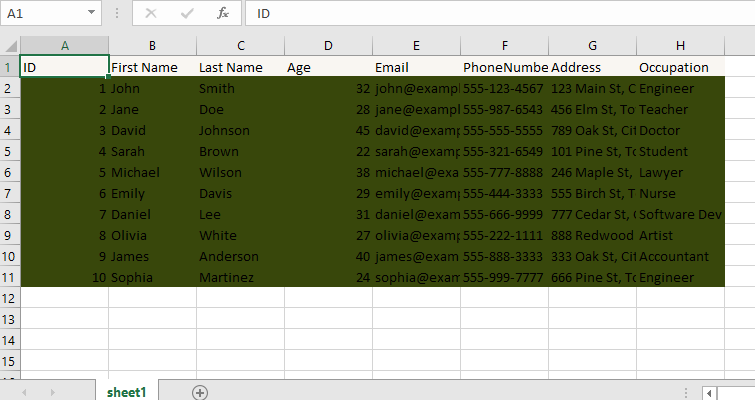 A1 fx ID
A B C D E F G H
1 ID First Name Last Name Age Email PhoneNumbe Address Occupation
2 1 John Smith 32 john@exampl 555-123-4567 123 Main St, C Engineer
3 2 Jane Doe 28 jane@exampl 555-987-6543 456 Elm St, To Teacher
4 3 David Johnson 45 david@exam 555-555-5555 789 Oak St, Cit Doctor
5 4 Sarah Brown 22 sarah@exam 555-321-6549 101 Pine St, To Student
6 5 Michael Wilson 38 michael@exa 555-777-8888 246 Maple St, Lawyer
7 6 Emily Davis 29 emily@exam 555-444-3333 555 Birch St, T Nurse
8 7 Daniel Lee 31 daniel@exam 555-666-9999 777 Cedar St, Software Dev
9 8 Olivia White 27 olivia@exam 555-222-1111 888 Redwood Artist
10 9 James Anderson 40 james@exam 555-888-3333 333 Oak St, Cit Accountant
11 10 Sophia Martinez 24 sophia@exam 555-999-7777 666 Pine St, To Engineer
12
13
14
15
sheet1